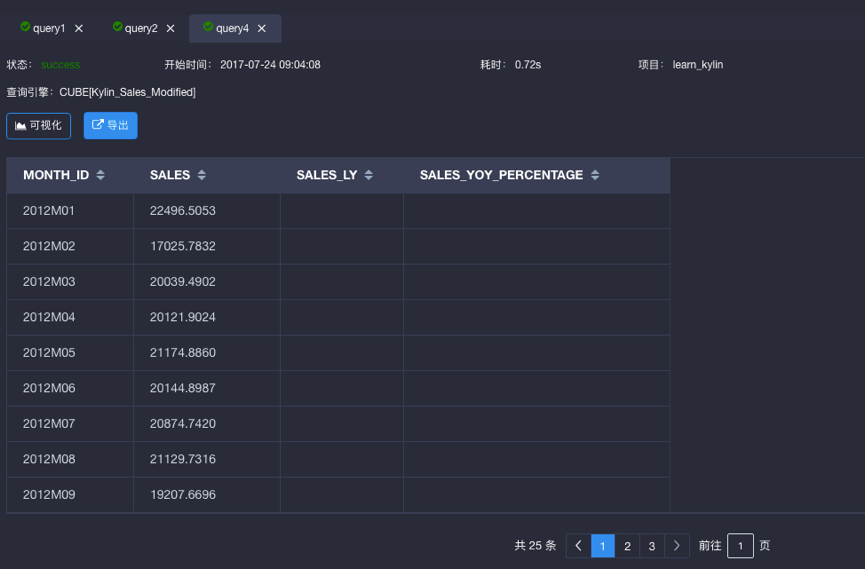 query1 query2 query4
状态： success 开始时间： 2017-07-24 09:04:08 耗时： 0.72s 项目： learn_kylin
查询引擎： CUBE[Kylin_Sales_Modified]
可视化 导出
MONTH_ID SALES SALES_LY SALES_YOY_PERCENTAGE
2012M01 22496.5053
2012M02 17025.7832
2012M03 20039.4902
2012M04 20121.9024
2012M05 21174.8860
2012M06 20144.8987
2012M07 20874.7420
2012M08 21129.7316
2012M09 19207.6696
共 25 条 1 2 3 前往 1 页